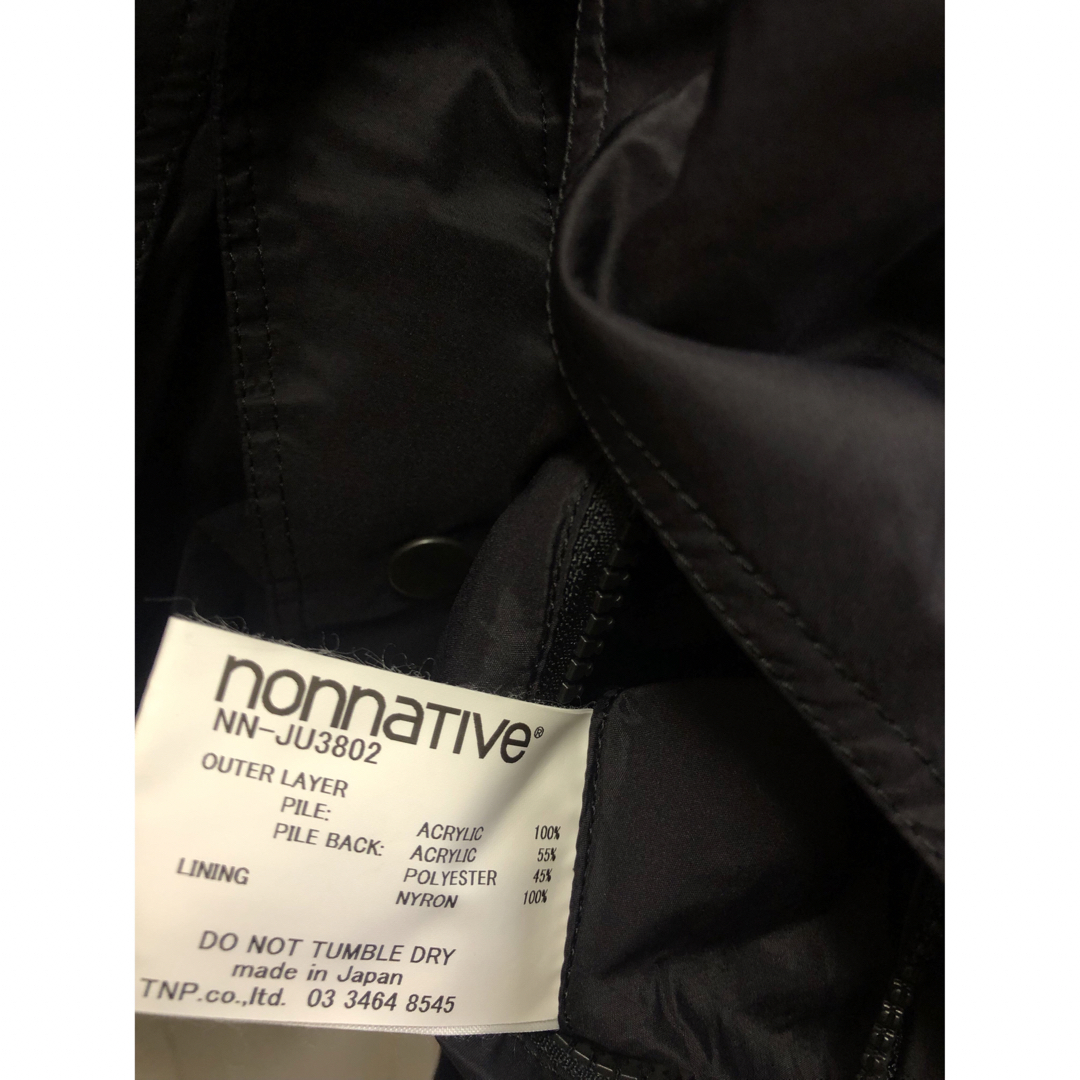 nonnaTIVe®
NN-JU3802
OUTER LAYER
PILE: ACRYLIC 100%
PILE BACK: ACRYLIC 55%
POLYESTER 45%
LINING NYRON 100%
DO NOT TUMBLE DRY
made in Japan
TNP.co.,ltd. 03 3464 8545